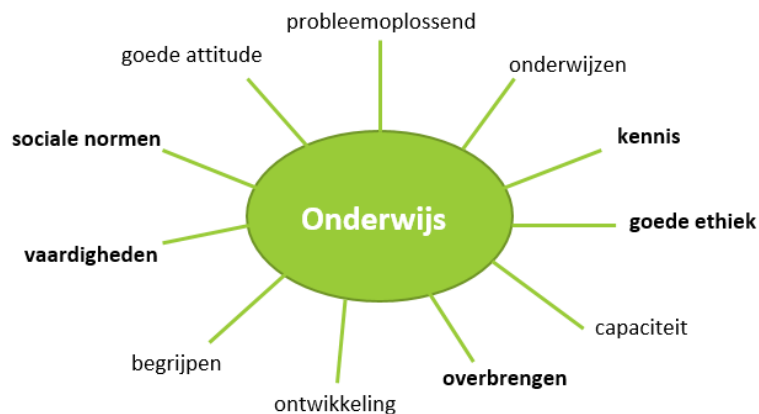 probleemoplossend
goede attitude
onderwijzen
sociale normen
kennis
Onderwijs
goede ethiek
vaardigheden
capaciteit
begrijpen
overbrengen
ontwikkeling